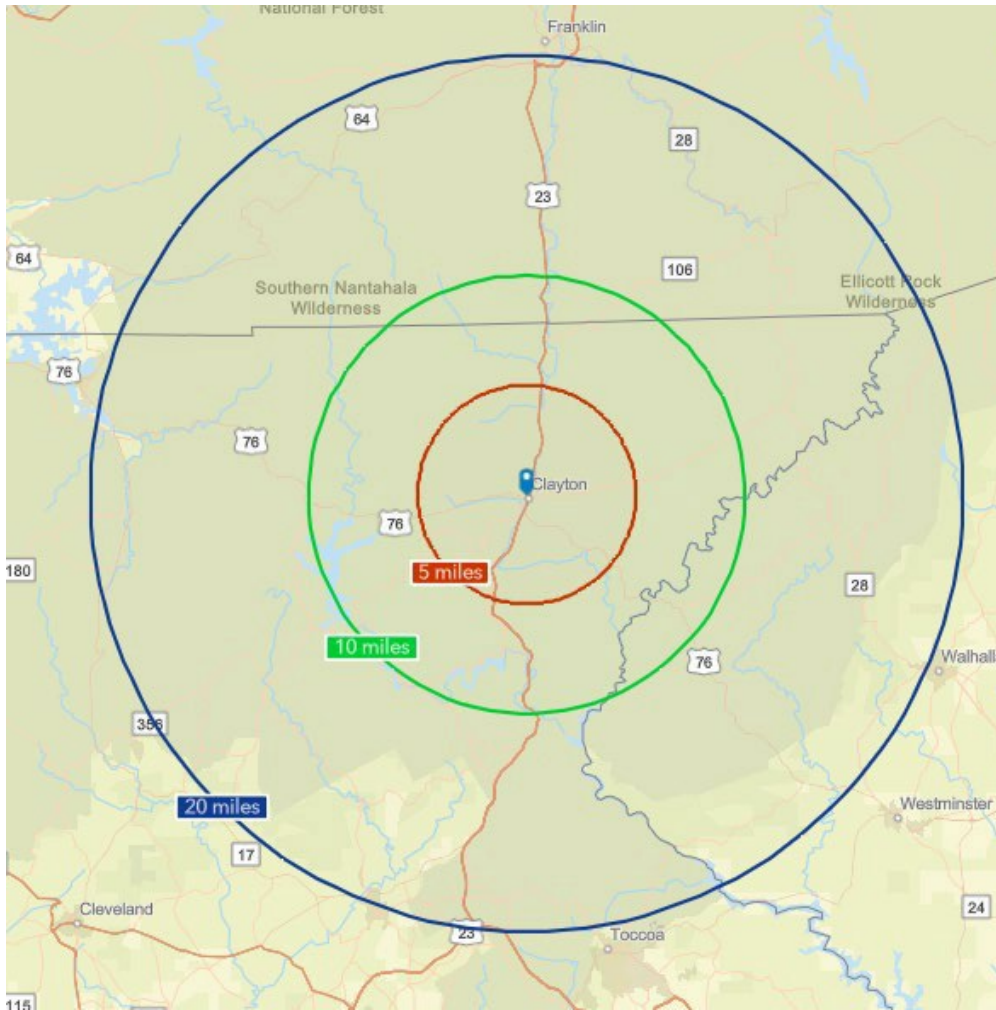 National Forest
Franklin
64
28
23
64
106
Southern Nantahala
Wilderness
Ellicott Rock
Wilderness
76
76
Clayton
76
180
5 miles
28
10 miles
76
Walhall
356
20 miles
Westminster
17
24
Cleveland
23
Toccoa
115